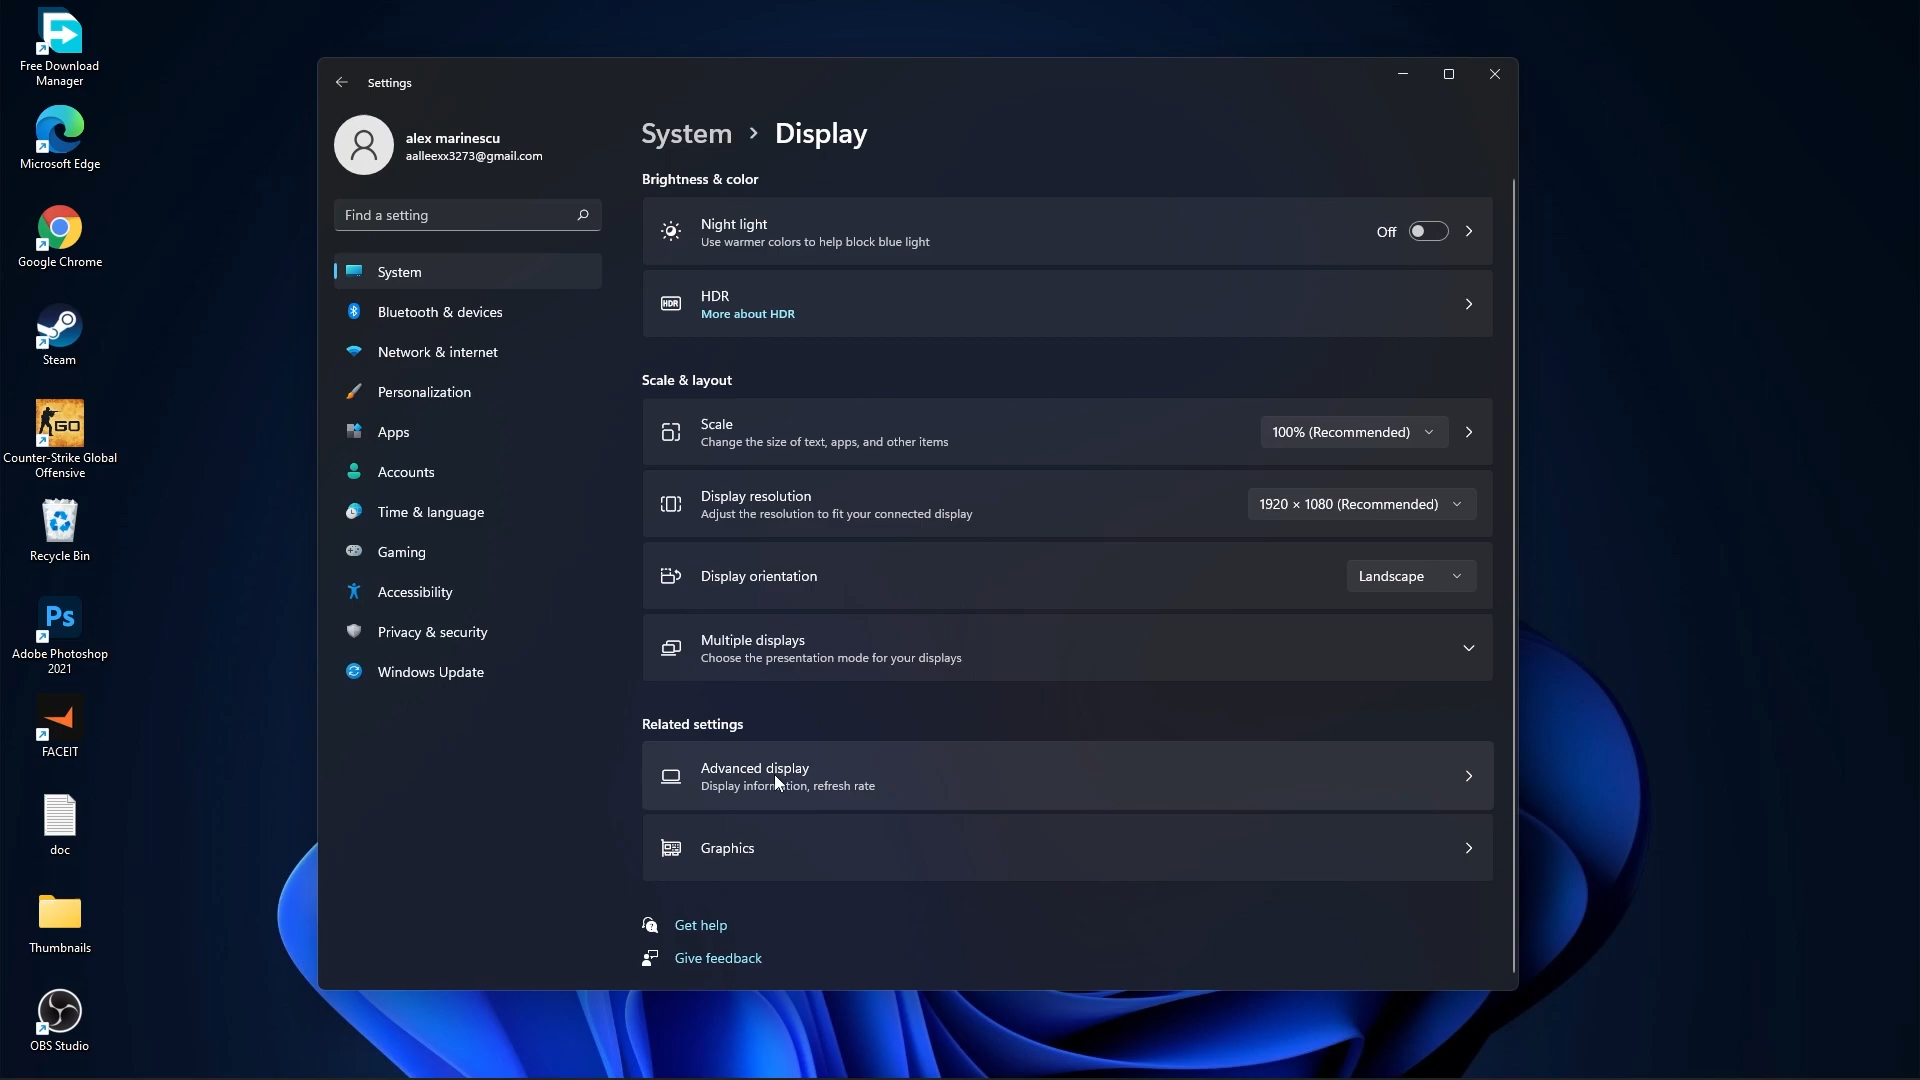 Free Download
Manager
Microsoft Edge
Google Chrome
Steam
GO
Counter-Strike Global
Offensive
Recycle Bin
Ps
Adobe Photoshop
2021
FACEIT
doc
Thumbnails
OBS Studio
Settings
alex marinescu
aalleexx3273@gmail.com
Find a setting
System
Bluetooth & devices
Network & internet
Personalization
Apps
Accounts
Time & language
Gaming
Accessibility
Privacy & security
Windows Update
System > Display
Brightness & color
Night light
Use warmer colors to help block blue light
Off
HDR
HDR
More about HDR
Scale & layout
Scale
Change the size of text, apps, and other items
100% (Recommended)
Display resolution
Adjust the resolution to fit your connected display
1920 × 1080 (Recommended)
Display orientation
Landscape
Multiple displays
Choose the presentation mode for your displays
Related settings
Advanced display
Display information, refresh rate
Graphics
Get help
Give feedback